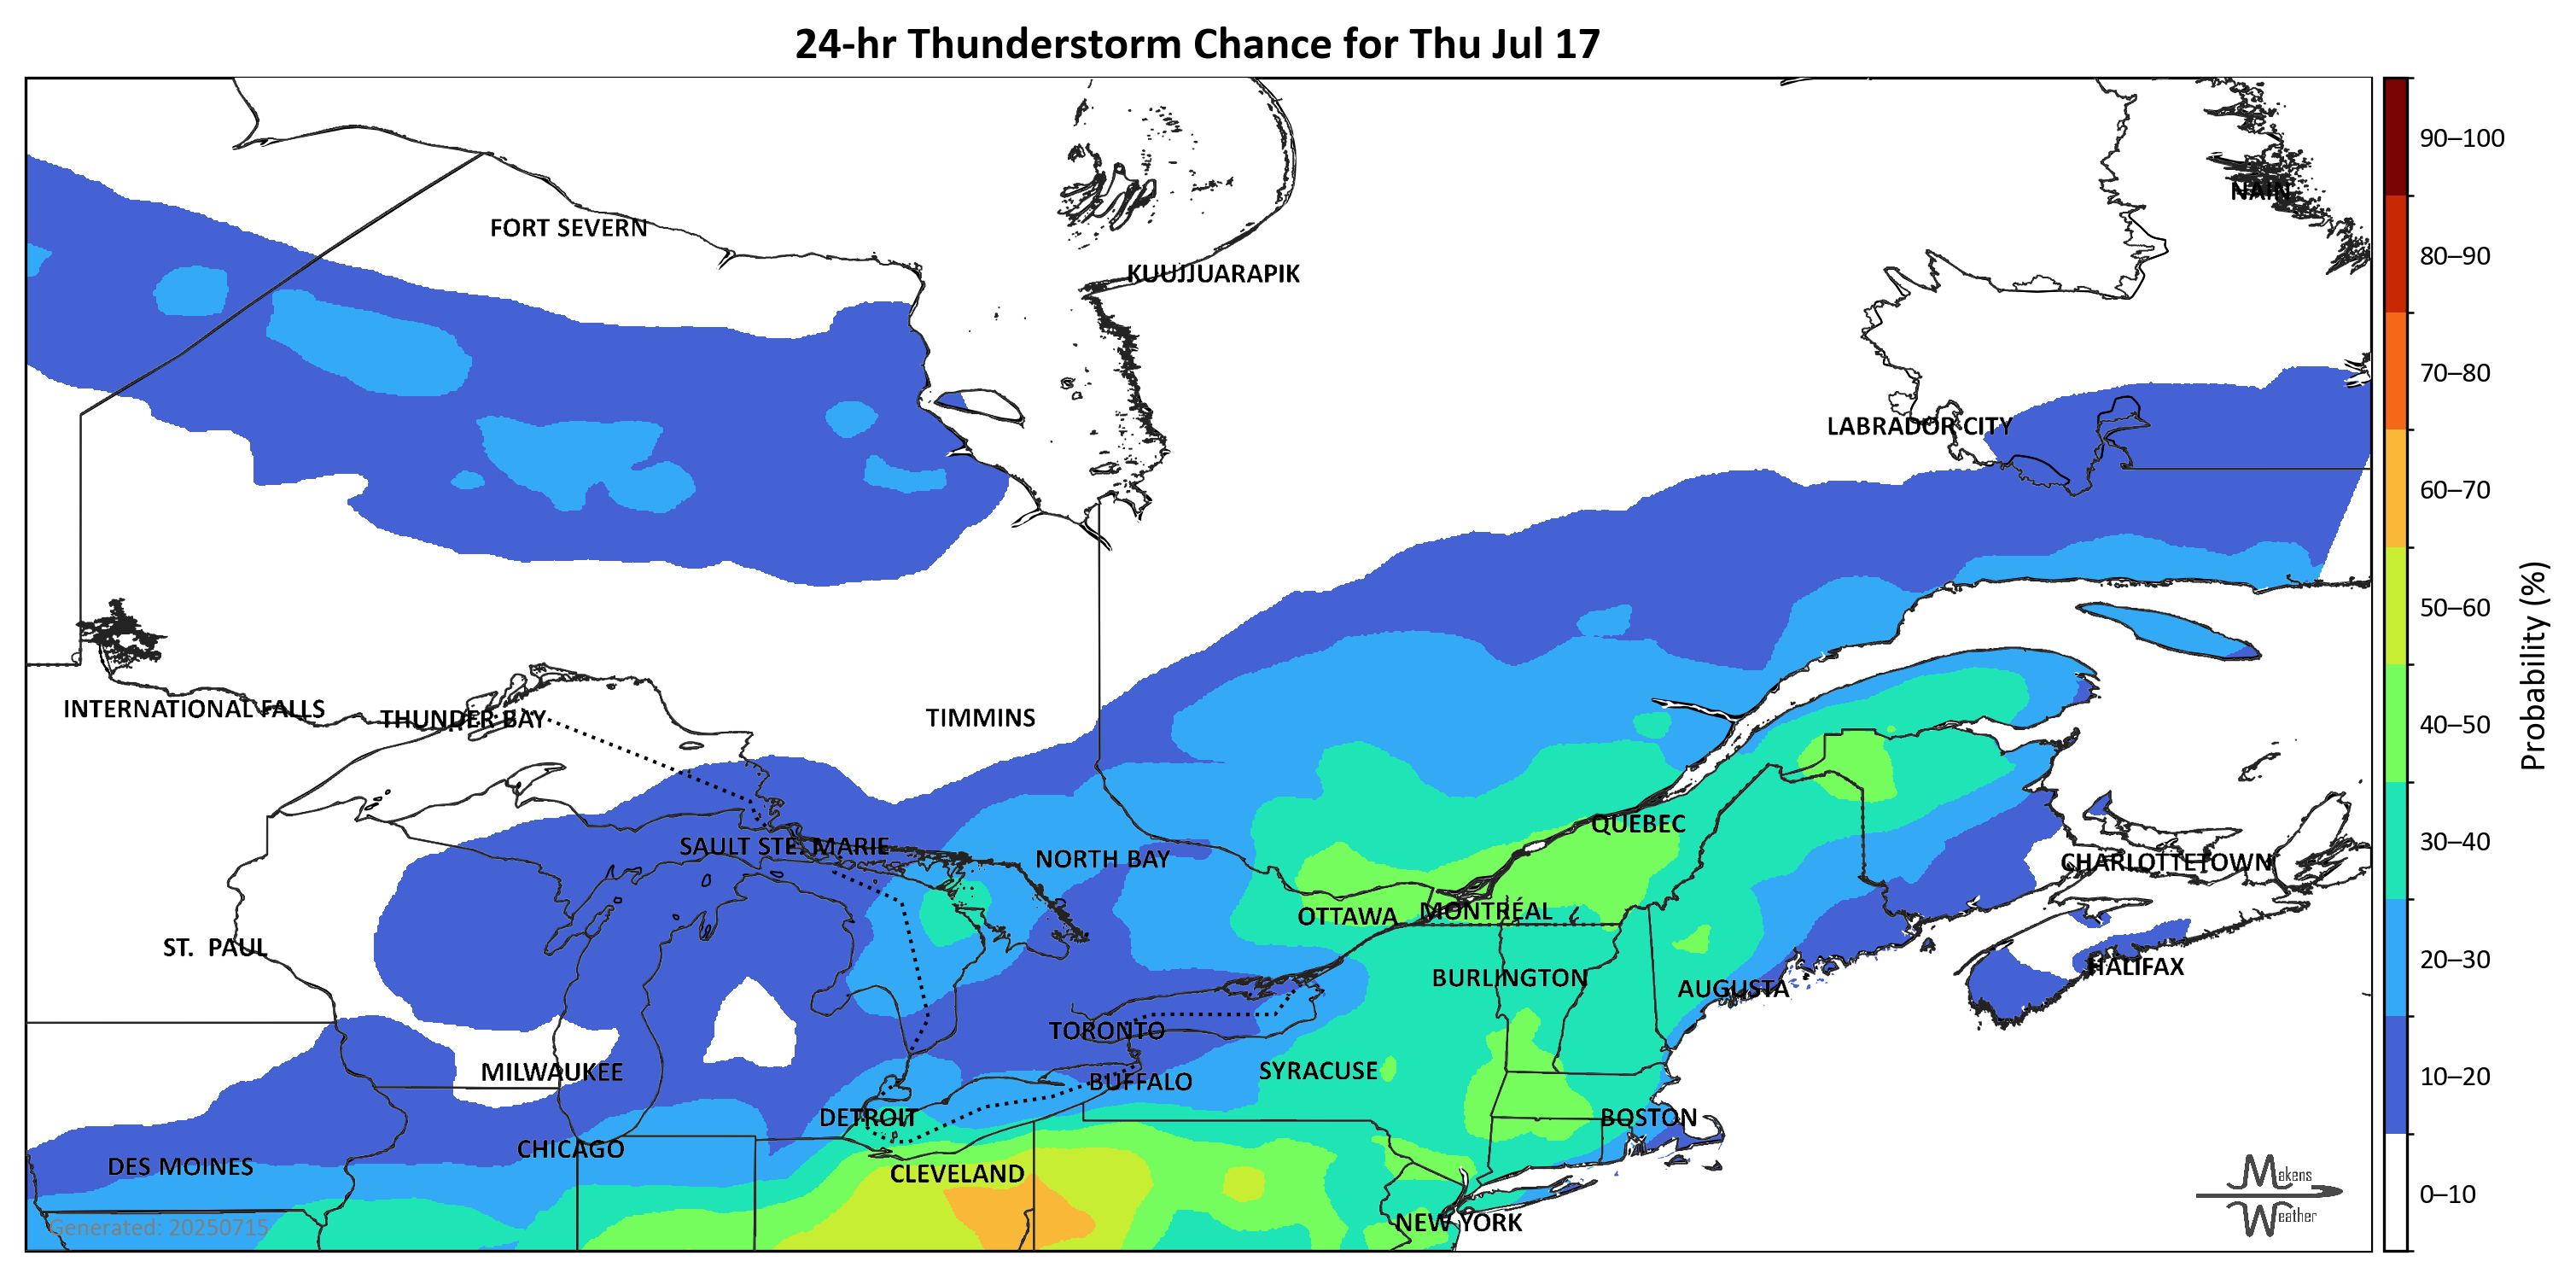 24-hr Thunderstorm Chance for Thu Jul 17
NAIN
FORT SEVERN
KUUJJUARAPIK
LABRADOR CITY
INTERNATIONAL FALLS
THUNDER BAY
TIMMINS
QUEBEC
SAULT STE. MARIE
NORTH BAY
CHARLOTTETOWN
OTTAWA
MONTRÉAL
ST. PAUL
HALIFAX
BURLINGTON
AUGUSTA
TORONTO
MILWAUKEE
SYRACUSE
BUFFALO
DETROIT
BOSTON
CHICAGO
DES MOINES
CLEVELAND
NEW YORK
Generated: 20250715
Makens
Weather
90–100
80–90
70–80
60–70
50–60
40–50
30–40
20–30
10–20
0–10
Probability (%)